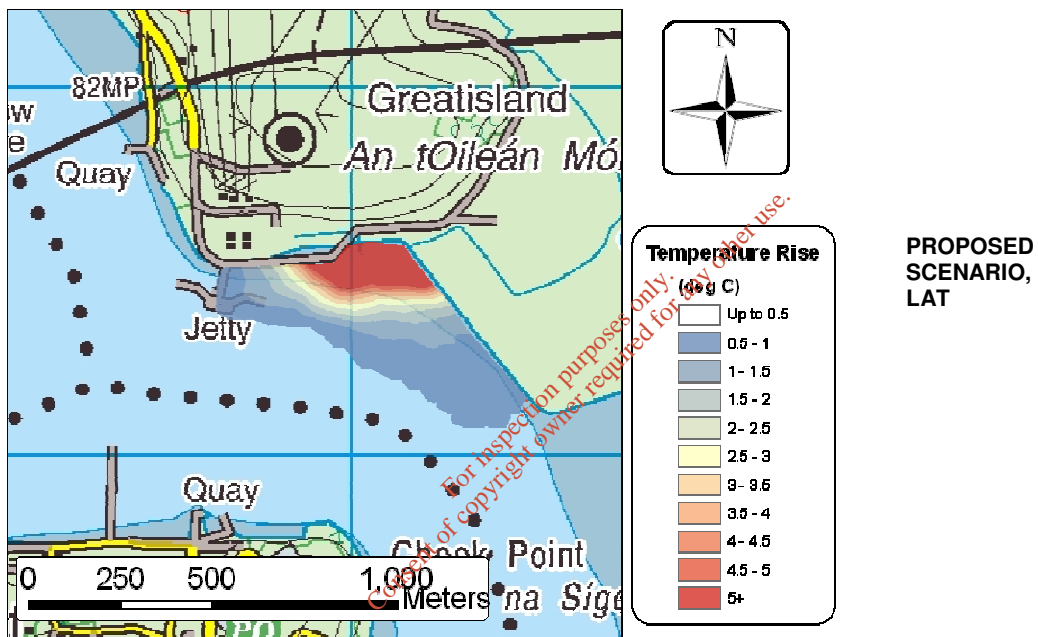 82MP
Greatisland
An tOileán Mó
w
e
Quay
Jetty
Quay
Point
na Síge
PO
0 250 500 1,000
Meters
N
Temperature Rise
(deg C)
Up to 0.5
0.5 - 1
1 - 1.5
1.5 - 2
2 - 2.5
2.5 - 3
3 - 3.5
3.5 - 4
4 - 4.5
4.5 - 5
5+
PROPOSED
SCENARIO,
LAT
For inspection purposes only.
Consent of copyright owner required for any other use.